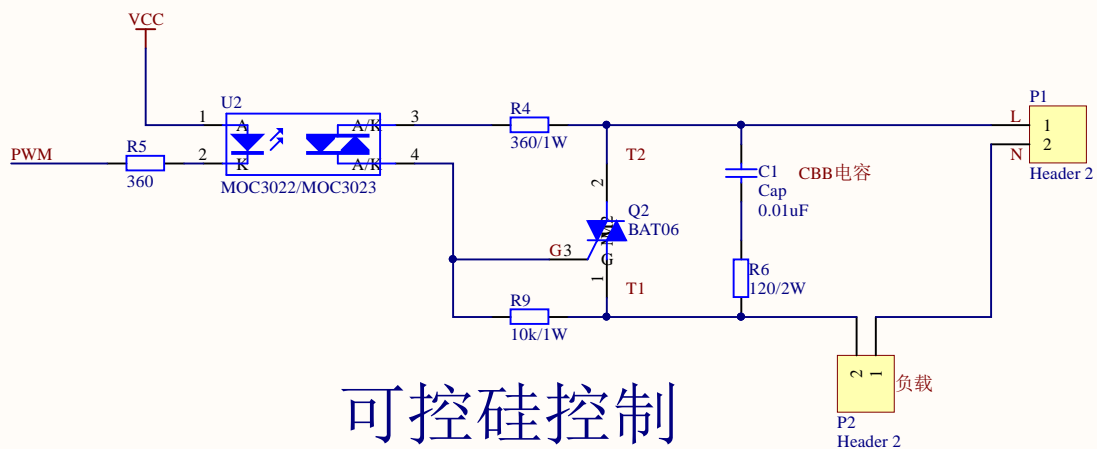 VCC
PWM
R5
360
U2
1
2
A
K
A/K
A/K
3
4
MOC3022/MOC3023
R4
360/1W
T2
2
Q2
BAT06
G3
G
1
T1
R9
10k/1W
C1
Cap
0.01uF
CBB电容
R6
120/2W
P1
L
N
1
2
Header 2
2
1
负载
P2
Header 2
可控硅控制